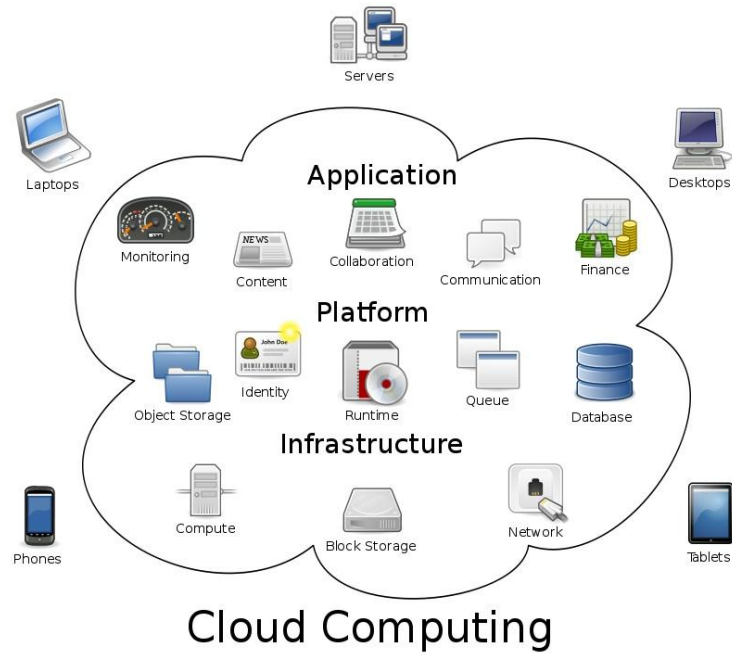 Servers
Laptops
Desktops
Application
Monitoring
NEWS
Content
Collaboration
Communication
Finance
Platform
Object Storage
John Doe
Identity
Runtime
Queue
Database
Infrastructure
Compute
Block Storage
Network
Phones
Tablets
Cloud Computing